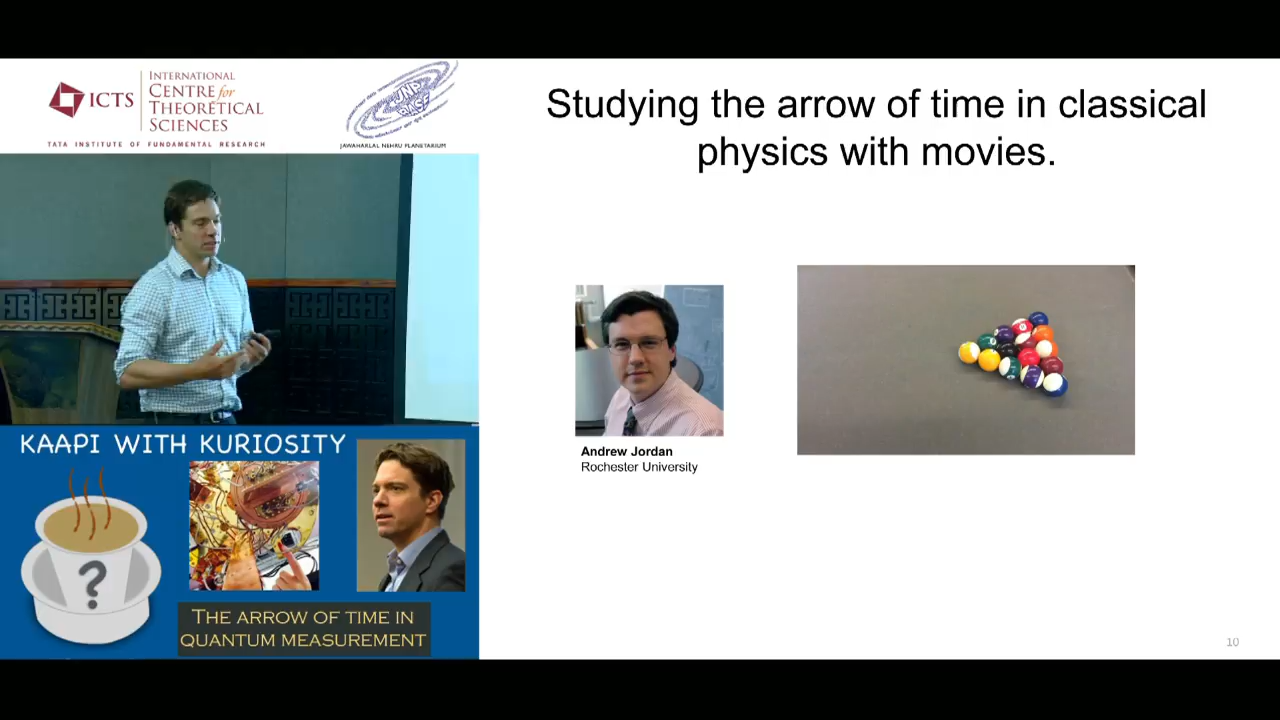 ICTS
INTERNATIONAL
CENTRE for
THEORETICAL
SCIENCES
TATA INSTITUTE OF FUNDAMENTAL RESEARCH
JNP
BASE
JAWAHARLAL NEHRU PLANETARIUM
Studying the arrow of time in classical
physics with movies.
Andrew Jordan
Rochester University
KAAPI WITH KURIOSITY
?
THE ARROW OF TIME IN
QUANTUM MEASUREMENT
10